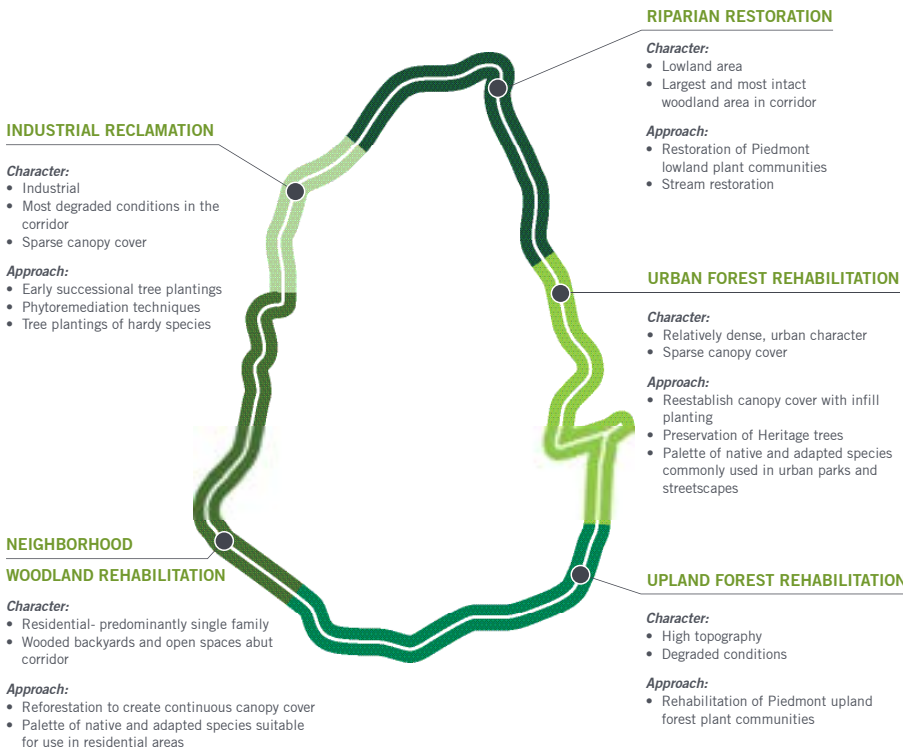 RIPARIAN RESTORATION
Character:
• Lowland area
• Largest and most intact
woodland area in corridor
Approach:
• Restoration of Piedmont
lowland plant communities
• Stream restoration
INDUSTRIAL RECLAMATION
Character:
• Industrial
• Most degraded conditions in the
corridor
• Sparse canopy cover
Approach:
• Early successional tree plantings
• Phytoremediation techniques
• Tree plantings of hardy species
URBAN FOREST REHABILITATION
Character:
• Relatively dense, urban character
• Sparse canopy cover
Approach:
• Reestablish canopy cover with infill
planting
• Preservation of Heritage trees
• Palette of native and adapted species
commonly used in urban parks and
streetscapes
NEIGHBORHOOD
WOODLAND REHABILITATION
Character:
• Residential- predominantly single family
• Wooded backyards and open spaces abut
corridor
Approach:
• Reforestation to create continuous canopy cover
• Palette of native and adapted species suitable
for use in residential areas
UPLAND FOREST REHABILITATION
Character:
• High topography
• Degraded conditions
Approach:
• Rehabilitation of Piedmont upland
forest plant communities